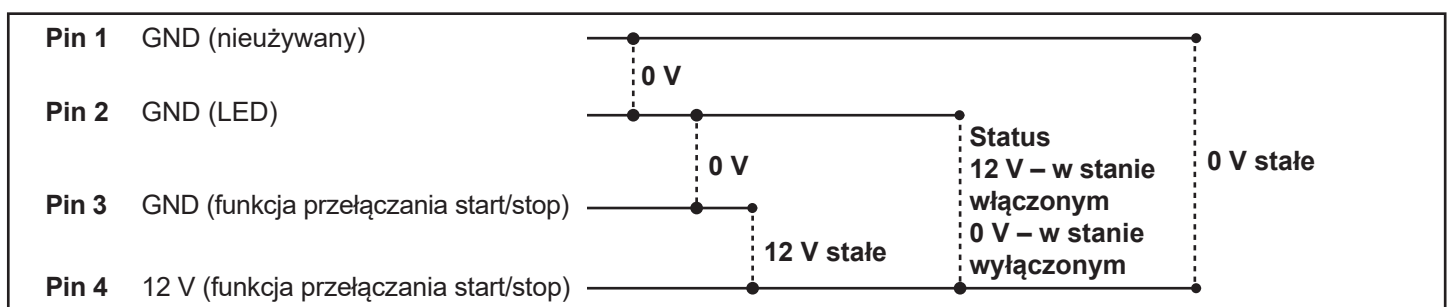 Pin 1 GND (nieużywany)
0 V
Pin 2 GND (LED)
0 V
Status
12 V – w stanie
włączonym
0 V – w stanie
wyłączonym
0 V stałe
Pin 3 GND (funkcja przełączania start/stop)
12 V stałe
Pin 4 12 V (funkcja przełączania start/stop)